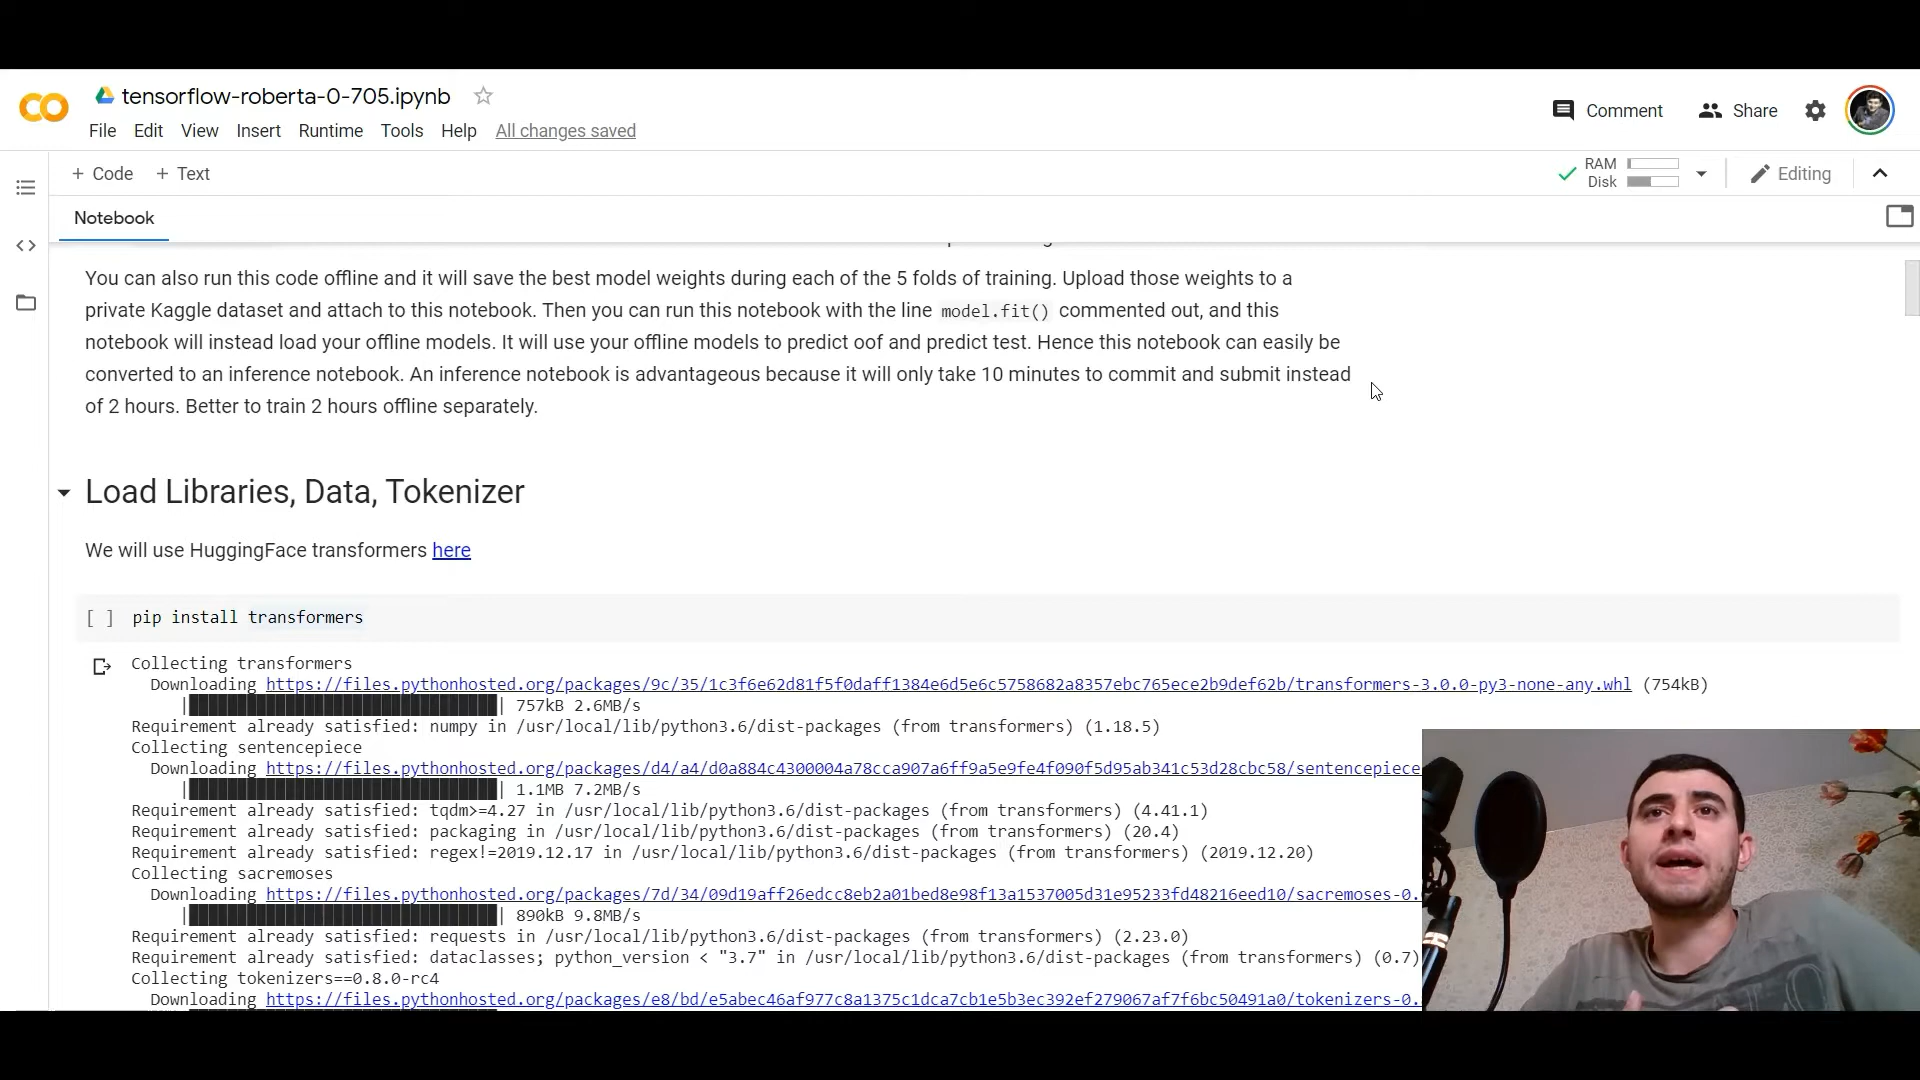 tensorflow-roberta-0-705.ipynb
Comment
Share
File Edit View Insert Runtime Tools Help All changes saved
+ Code + Text
RAM
Disk
Editing
Notebook
You can also run this code offline and it will save the best model weights during each of the 5 folds of training. Upload those weights to a
private Kaggle dataset and attach to this notebook. Then you can run this notebook with the line model.fit() commented out, and this
notebook will instead load your offline models. It will use your offline models to predict oof and predict test. Hence this notebook can easily be
converted to an inference notebook. An inference notebook is advantageous because it will only take 10 minutes to commit and submit instead
of 2 hours. Better to train 2 hours offline separately.
Load Libraries, Data, Tokenizer
We will use HuggingFace transformers here
[ ] pip install transformers
Collecting transformers
Downloading https://files.pythonhosted.org/packages/9c/35/1c3f6e62d81f5f0daff1384e6d5e6c5758682a8357ebc765ece2b9def62b/transformers-3.0.0-py3-none-any.whl (754kB)
757kB 2.6MB/s
Requirement already satisfied: numpy in /usr/local/lib/python3.6/dist-packages (from transformers) (1.18.5)
Collecting sentencepiece
Downloading https://files.pythonhosted.org/packages/d4/a4/d0a884c4300004a78cca907a6ff9a5e9fe4f090f5d95ab341c53d28cbc58/sentencepiece
1.1MB 7.2MB/s
Requirement already satisfied: tqdm>=4.27 in /usr/local/lib/python3.6/dist-packages (from transformers) (4.41.1)
Requirement already satisfied: packaging in /usr/local/lib/python3.6/dist-packages (from transformers) (20.4)
Requirement already satisfied: regex!=2019.12.17 in /usr/local/lib/python3.6/dist-packages (from transformers) (2019.12.20)
Collecting sacremoses
Downloading https://files.pythonhosted.org/packages/7d/34/09d19aff26edcc8eb2a01bed8e98f13a1537005d31e95233fd48216eed10/sacremoses-0.
890kB 9.8MB/s
Requirement already satisfied: requests in /usr/local/lib/python3.6/dist-packages (from transformers) (2.23.0)
Requirement already satisfied: dataclasses; python_version < "3.7" in /usr/local/lib/python3.6/dist-packages (from transformers) (0.7)
Collecting tokenizers==0.8.0-rc4
Downloading https://files.pythonhosted.org/packages/e8/bd/e5abec46af977c8a1375c1dca7cb1e5b3ec392ef279067af7f6bc50491a0/tokenizers-0.